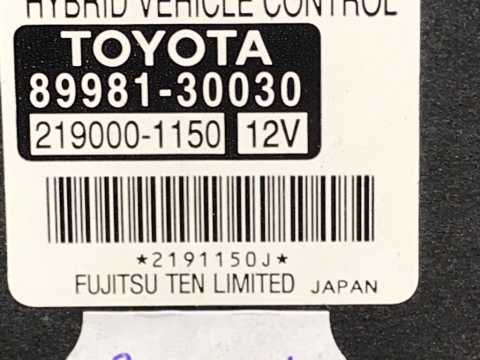 HYBRID VEHICLE CONTROL
TOYOTA
89981-30030
219000-1150 12V
★2191150J★
FUJITSU TEN LIMITED JAPAN